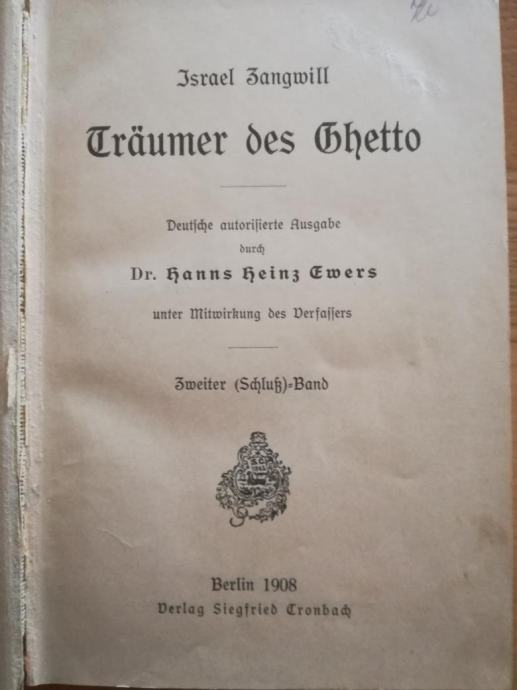 Israel Zangwill
Träumer des Ghetto
Deutsche autorisierte Ausgabe
durch
Dr. Hanns Heinz Ewers
unter Mitwirkung des Verfassers
Zweiter (Schluß)-Band
Berlin 1908
Verlag Siegfried Cronbach